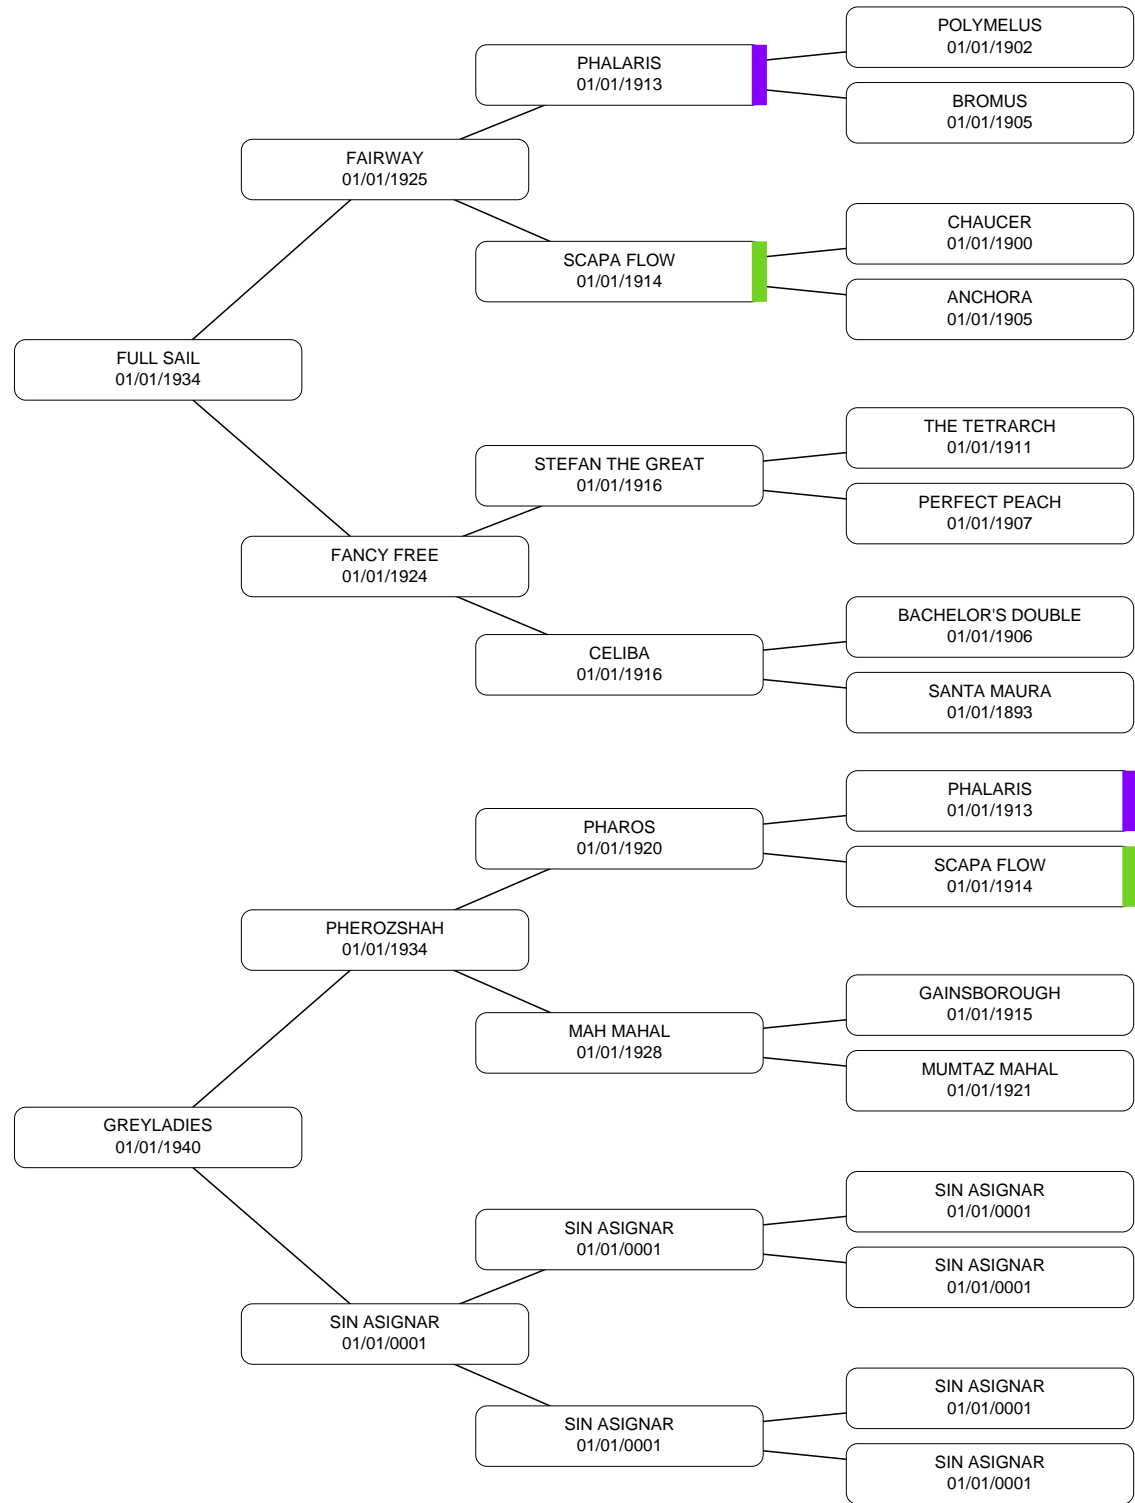 POLYMELUS
01/01/1902
PHALARIS
01/01/1913
BROMUS
01/01/1905
FAIRWAY
01/01/1925
CHAUCER
01/01/1900
SCAPA FLOW
01/01/1914
ANCHORA
01/01/1905
FULL SAIL
01/01/1934
THE TETRARCH
01/01/1911
STEFAN THE GREAT
01/01/1916
PERFECT PEACH
01/01/1907
FANCY FREE
01/01/1924
BACHELOR'S DOUBLE
01/01/1906
CELIBA
01/01/1916
SANTA MAURA
01/01/1893
PHALARIS
01/01/1913
PHAROS
01/01/1920
SCAPA FLOW
01/01/1914
PHEROZSHAH
01/01/1934
GAINSBOROUGH
01/01/1915
MAH MAHAL
01/01/1928
MUMTAZ MAHAL
01/01/1921
GREYLADIES
01/01/1940
SIN ASIGNAR
01/01/0001
SIN ASIGNAR
01/01/0001
SIN ASIGNAR
01/01/0001
SIN ASIGNAR
01/01/0001
SIN ASIGNAR
01/01/0001
SIN ASIGNAR
01/01/0001
SIN ASIGNAR
01/01/0001